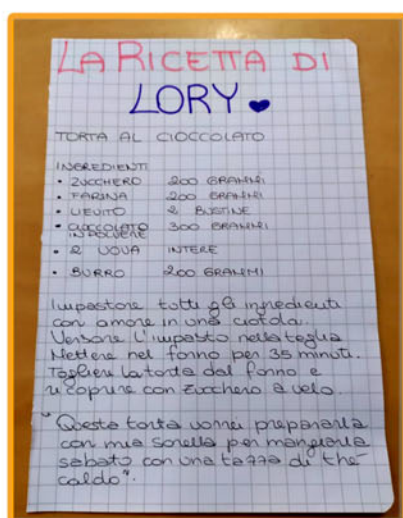 LA RICETTA DI
LORY
TORTA AL CIOCCOLATO
INGREDIENTI
• ZUCCHERO 200 GRAMMI
• FARINA 200 GRAMMI
• LIEVITO 2 BUSTINE
• CIOCCOLATO 300 GRAMMI
IN POLVERE
• 2 UOVA INTERE
• BURRO 200 GRAMMI
Impastare tutti gli ingredienti
con amore in una ciotola.
Versare l'impasto nella teglia
Mettere nel forno per 35 minuti.
Togliere la torta dal forno e
ricoprire con zucchero a velo.
"Questa torta vorrei prepararla
con mia sorella per mangiarla
sabato con una tazza di thè
caldo".